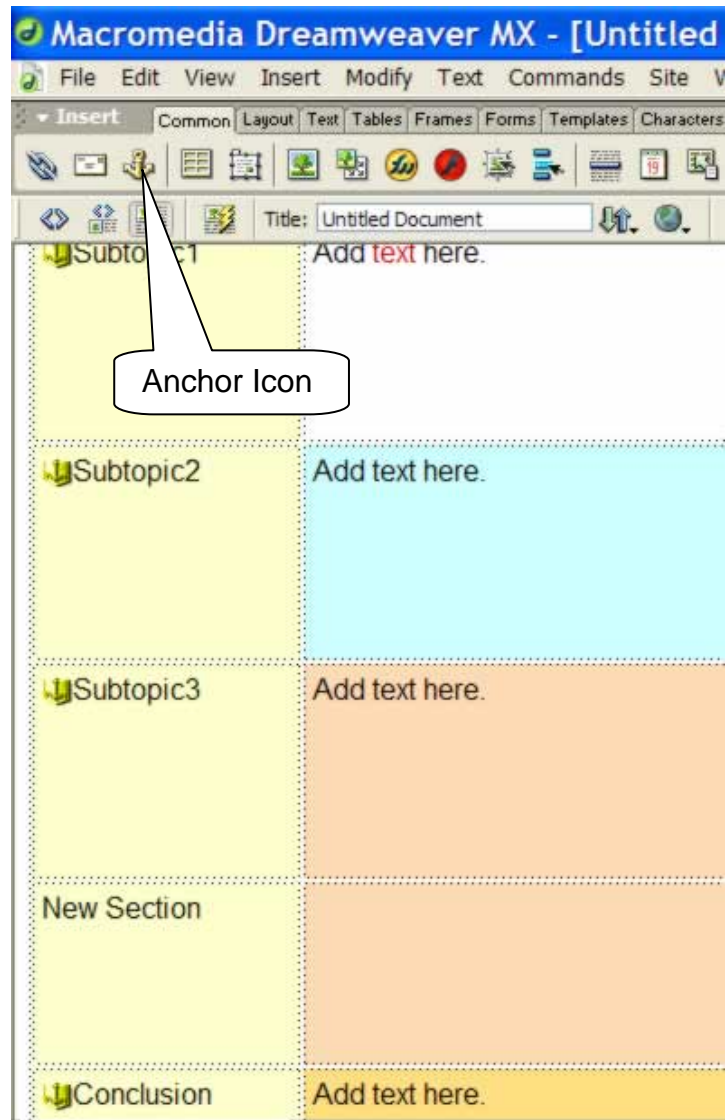 Macromedia Dreamweaver MX - [Untitled
File Edit View Insert Modify Text Commands Site W
Insert Common Layout Text Tables Frames Forms Templates Characters
19
Title: Untitled Document
Subtopic1 Add text here.
Anchor Icon
Subtopic2 Add text here.
Subtopic3 Add text here.
New Section
Conclusion Add text here.